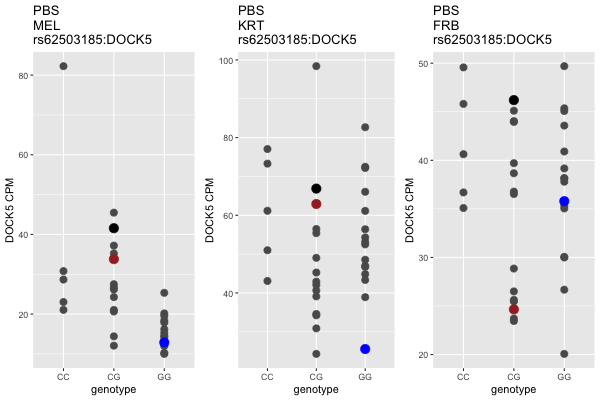 PBS
MEL
rs62503185:DOCK5
DOCK5 CPM
80
60
40
20
CC
CG
GG
genotype
PBS
KRT
rs62503185:DOCK5
DOCK5 CPM
100
80
60
40
CC
CG
GG
genotype
PBS
FRB
rs62503185:DOCK5
DOCK5 CPM
50
40
30
20
CC
CG
GG
genotype